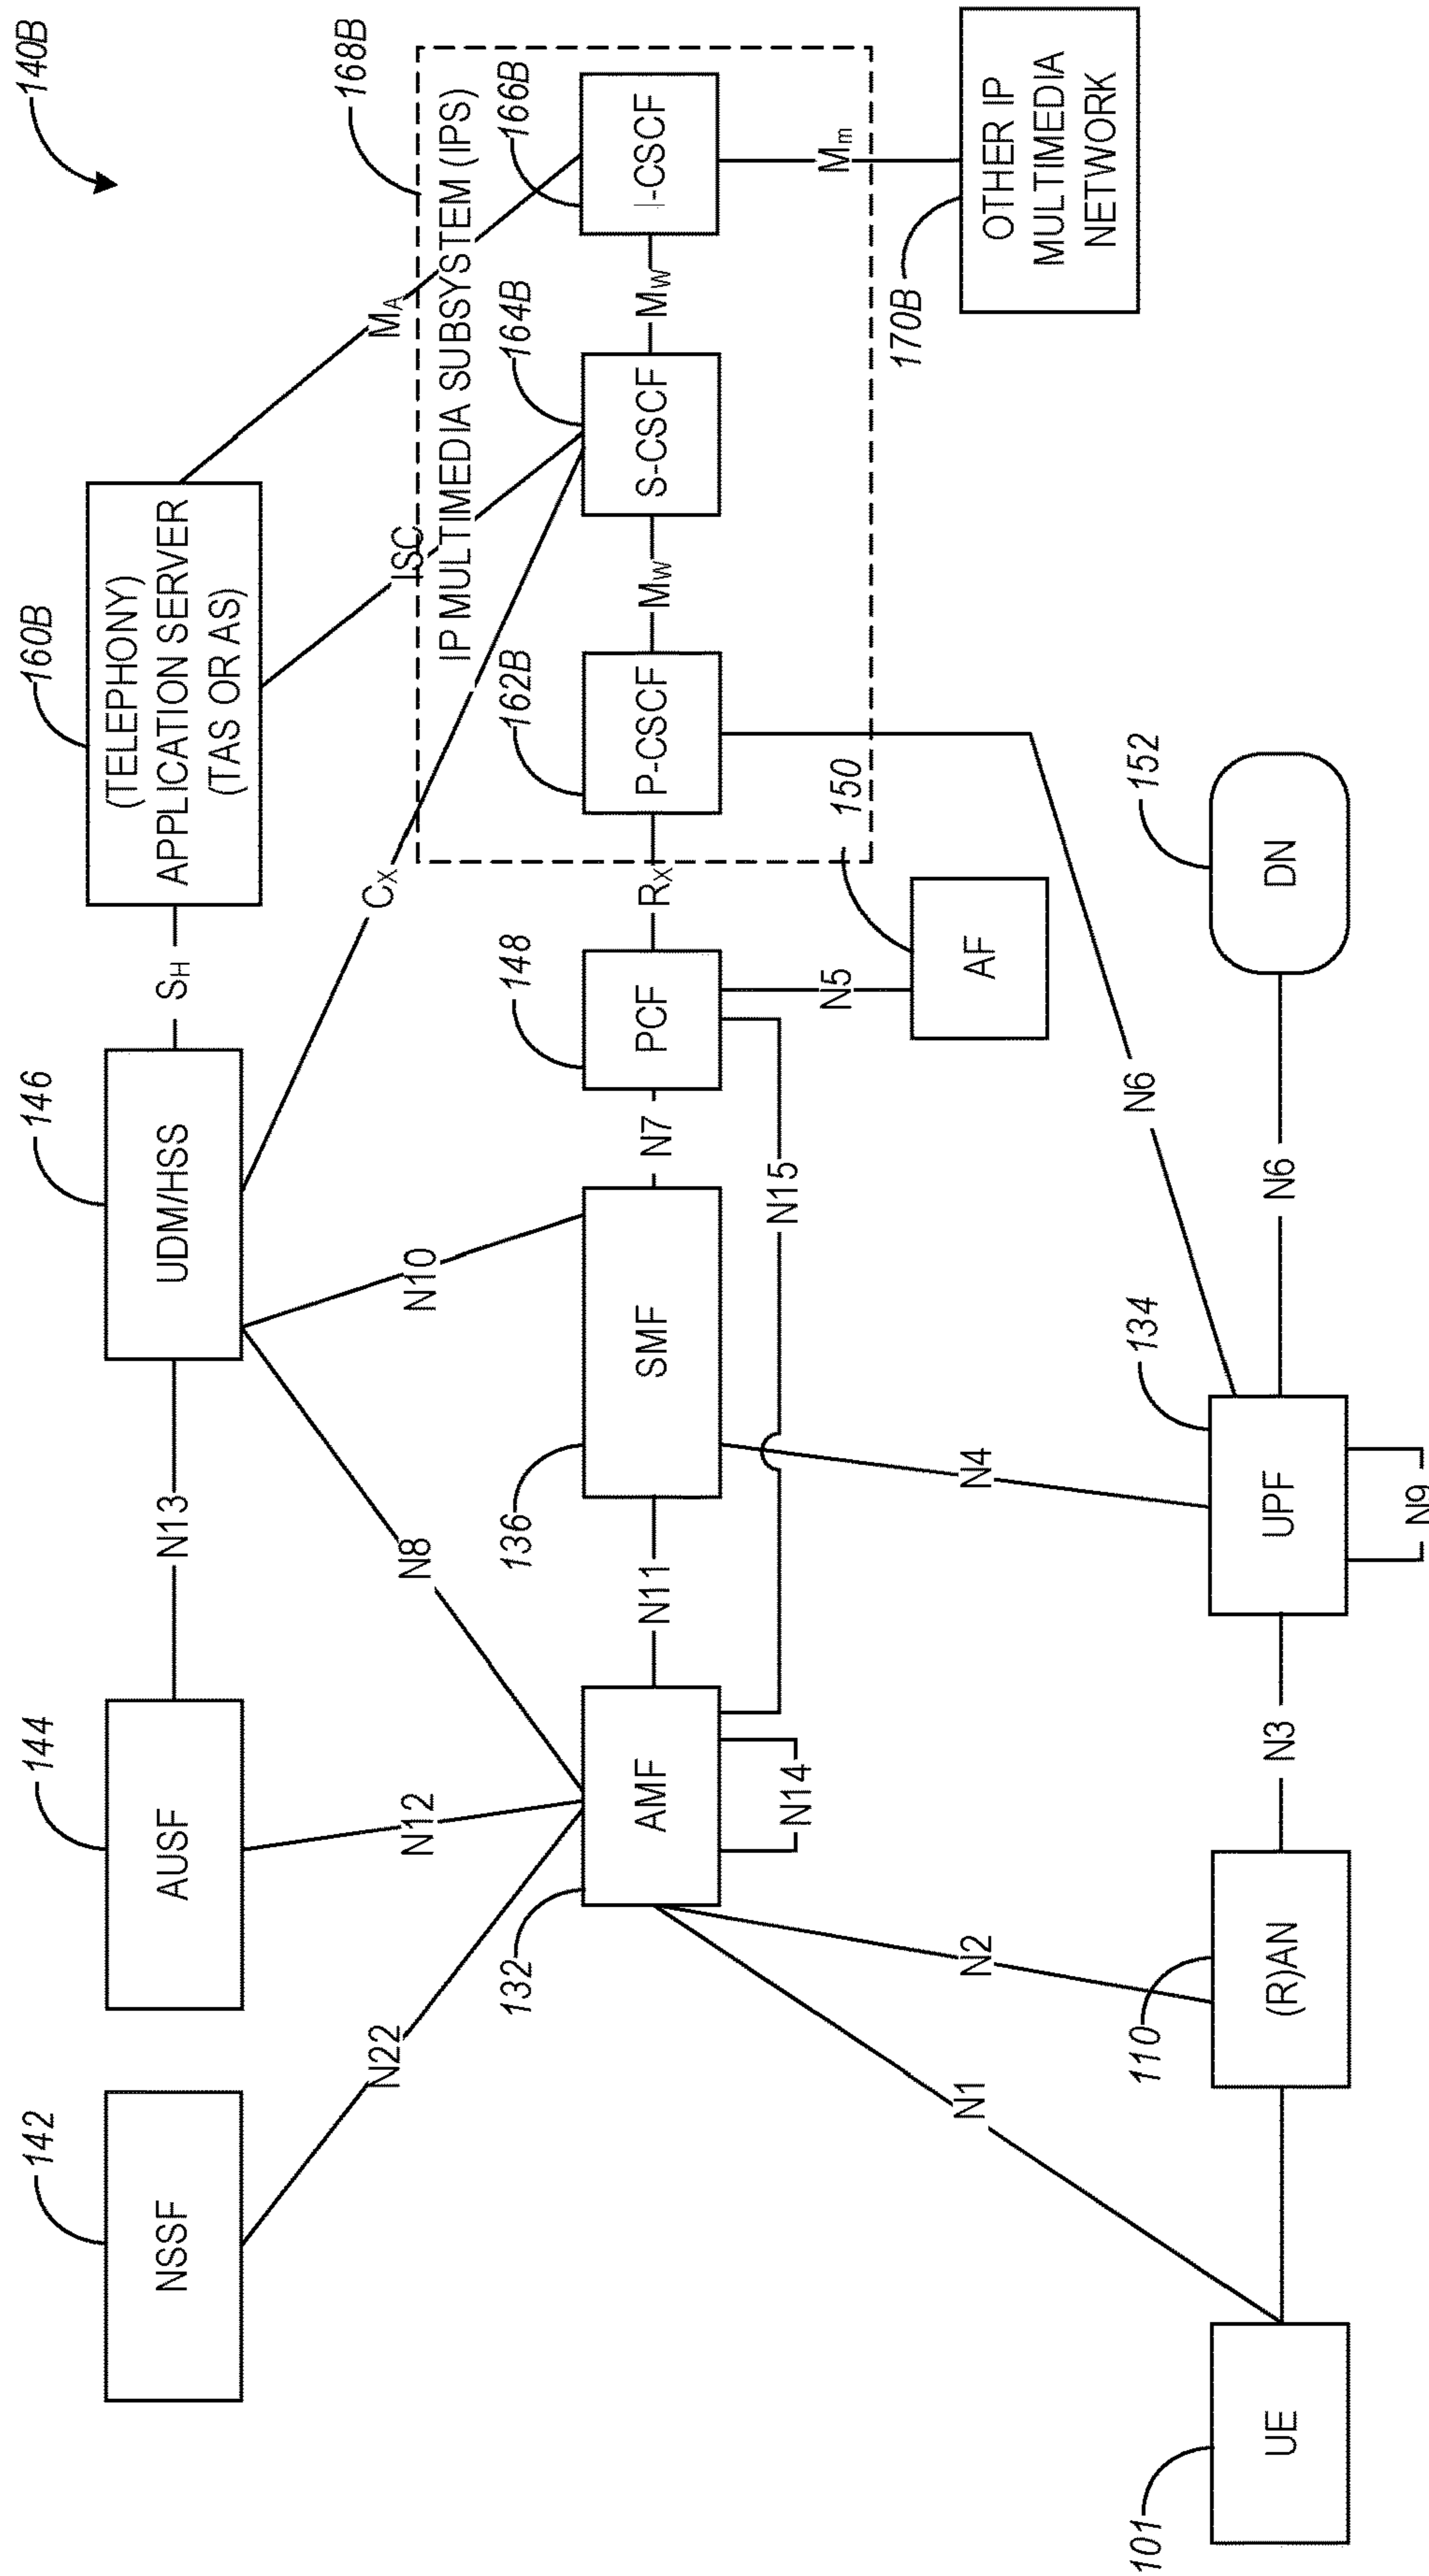 140B
160B
(TELEPHONY)
APPLICATION SERVER
(TAS OR AS)
146
UDM/HSS
144
AUSF
142
NSSF
SH
N13
MA
168B
ISC
CX
N10
N8
N12
N22
IP MULTIMEDIA SUBSYSTEM (IPS)
166B
I-CSCF
164B
S-CSCF
162B
P-CSCF
148
PCF
136
SMF
132
AMF
MW
MW
RX
N7
N11
N15
N14
Mm
150
AF
N5
170B
OTHER IP
MULTIMEDIA
NETWORK
N6
N4
N2
N1
152
DN
134
UPF
110
(R)AN
101
UE
N6
N3
N9